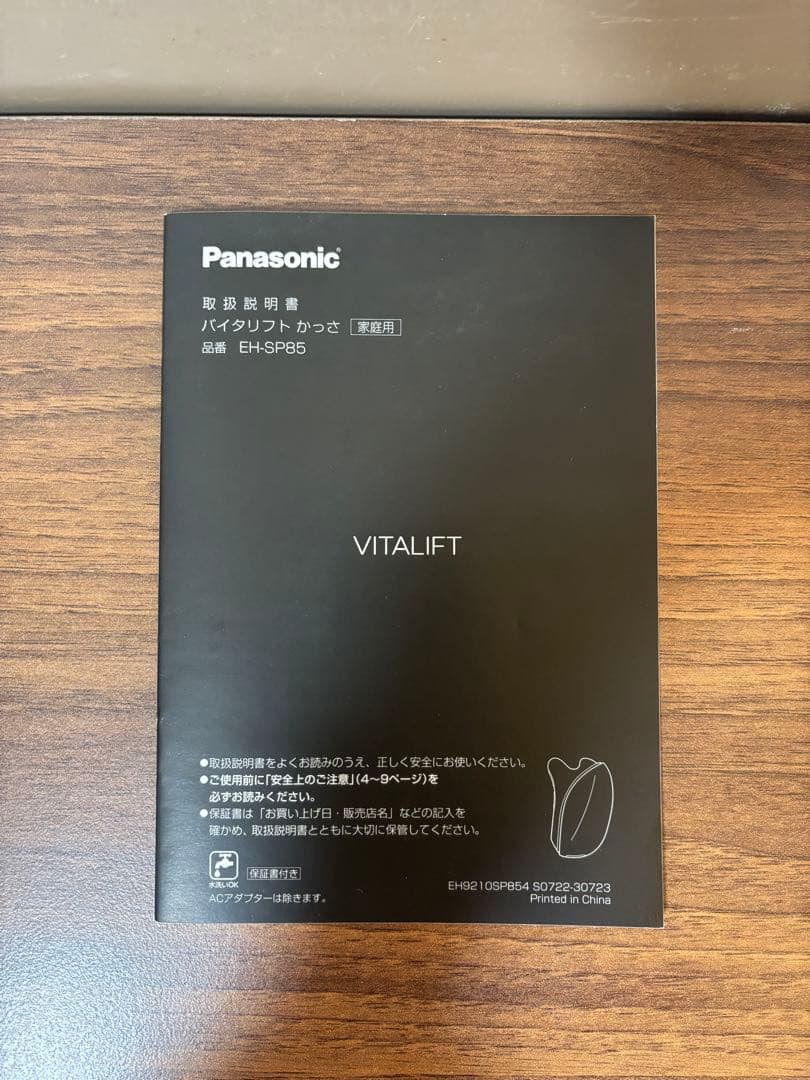 Panasonic®
取扱説明書
バイタリフト かっさ 家庭用
品番 EH-SP85
VITALIFT
●取扱説明書をよくお読みのうえ、正しく安全にお使いください。
●ご使用前に「安全上のご注意」(4～9ページ)を
必ずお読みください。
●保証書は「お買い上げ日・販売店名」などの記入を
確かめ、取扱説明書とともに大切に保管してください。
水洗いOK 保証書付き
ACアダプターは除きます。
EH9210SP854 S0722-30723
Printed in China